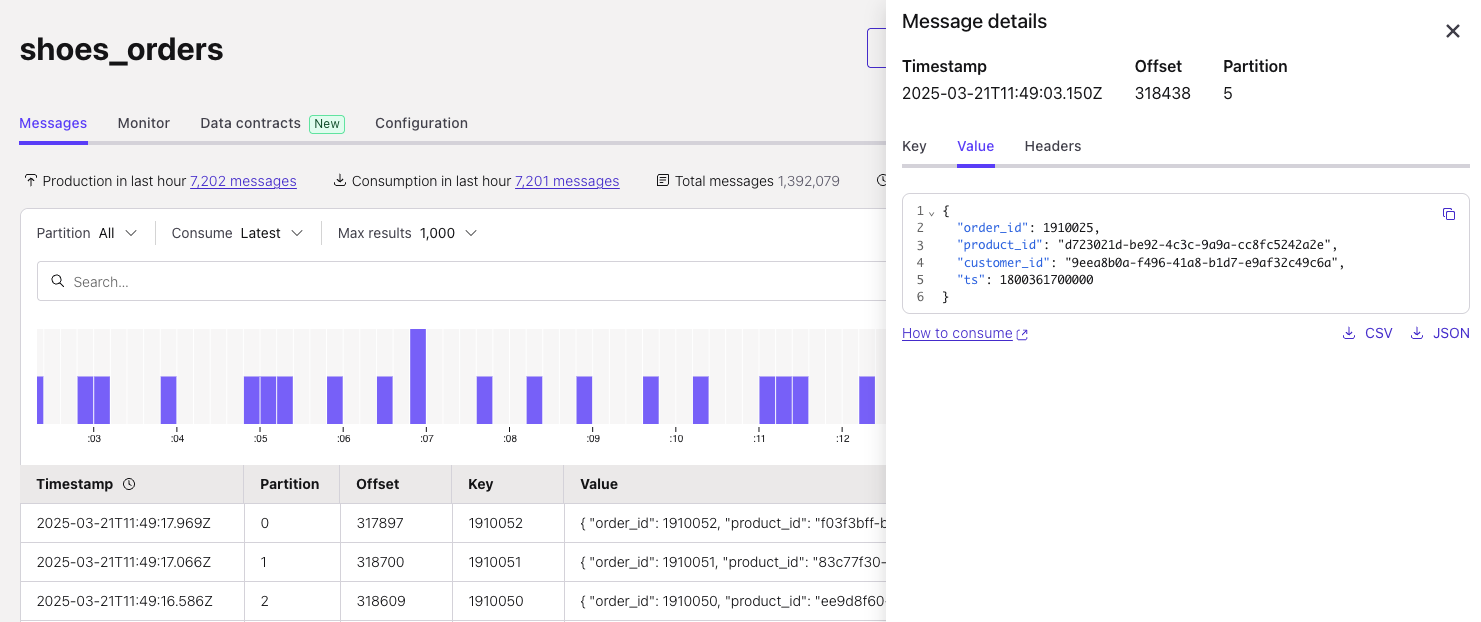 shoes_orders
Messages Monitor Data contracts New Configuration
Production in last hour 7,202 messages Consumption in last hour 7,201 messages Total messages 1,392,079
Partition All Consume Latest Max results 1,000
Search...
:03 :04 :05 :06 :07 :08 :09 :10 :11 :12
Timestamp Partition Offset Key Value
2025-03-21T11:49:17.969Z 0 317897 1910052 { "order_id": 1910052, "product_id": "f03f3bff-b
2025-03-21T11:49:17.066Z 1 318700 1910051 { "order_id": 1910051, "product_id": "83c77f30-
2025-03-21T11:49:16.586Z 2 318609 1910050 { "order_id": 1910050, "product_id": "ee9d8f60-
Message details
Timestamp Offset Partition
2025-03-21T11:49:03.150Z 318438 5
Key Value Headers
1 {
2 "order_id": 1910025,
3 "product_id": "d723021d-be92-4c3c-9a9a-cc8fc5242a2e",
4 "customer_id": "9eea8b0a-f496-41a8-b1d7-e9af32c49c6a",
5 "ts": 1800361700000
6 }
How to consume CSV JSON